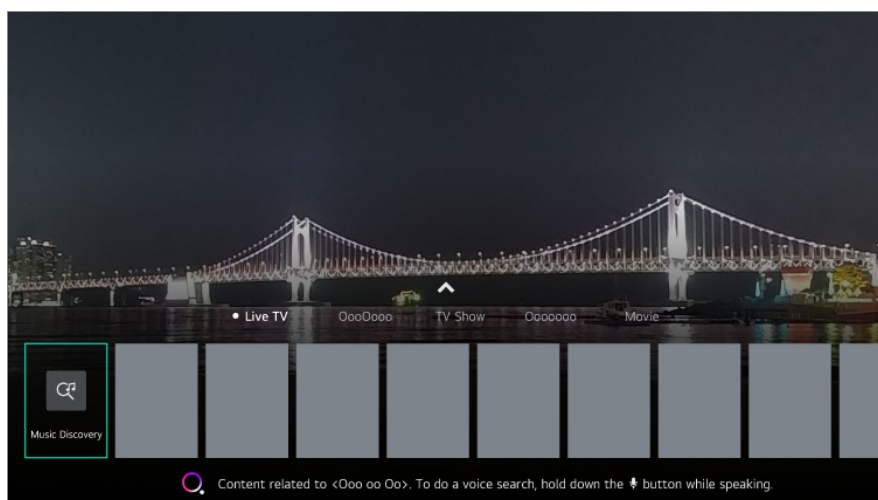 Live TV OooOooo TV Show Ooooooo Movie
Music Discovery
Content related to <Ooo oo Oo>. To do a voice search, hold down the button while speaking.